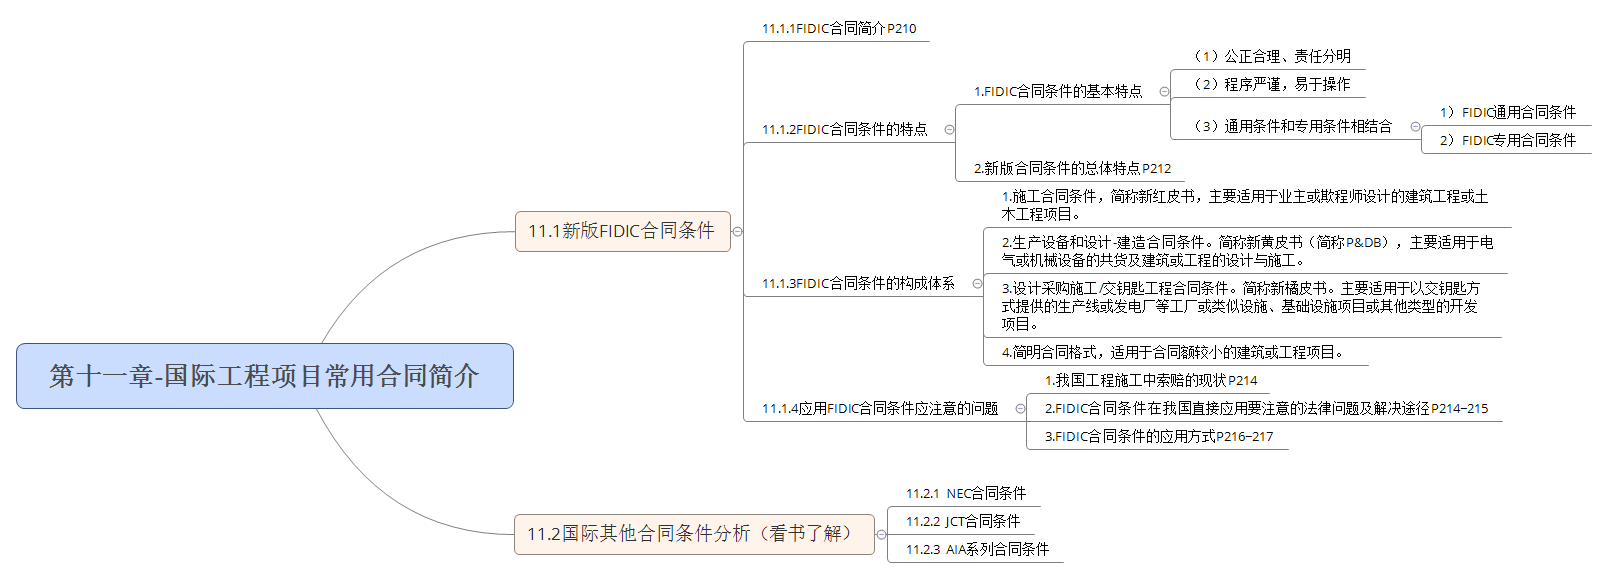 第十一章-国际工程项目常用合同简介
11.1新版FIDIC合同条件
11.1.1FIDIC合同简介P210
11.1.2FIDIC合同条件的特点
1.FIDIC合同条件的基本特点
（1）公正合理、责任分明
（2）程序严谨，易于操作
（3）通用条件和专用条件相结合
1）FIDIC通用合同条件
2）FIDIC专用合同条件
2.新版合同条件的总体特点P212
11.1.3FIDIC合同条件的构成体系
1.施工合同条件，简称新红皮书，主要适用于业主或欺程师设计的建筑工程或土
木工程项目。
2.生产设备和设计-建造合同条件。简称新黄皮书（简称P&DB），主要适用于电
气或机械设备的共货及建筑或工程的设计与施工。
3.设计采购施工/交钥匙工程合同条件。简称新橘皮书。主要适用于以交钥匙方
式提供的生产线或发电厂等工厂或类似设施、基础设施项目或其他类型的开发
项目。
4.简明合同格式，适用于合同额较小的建筑或工程项目。
11.1.4应用FIDIC合同条件应注意的问题
1.我国工程施工中索赔的现状P214
2.FIDIC合同条件在我国直接应用要注意的法律问题及解决途径P214-215
3.FIDIC合同条件的应用方式P216-217
11.2国际其他合同条件分析（看书了解）
11.2.1 NEC合同条件
11.2.2 JCT合同条件
11.2.3 AIA系列合同条件